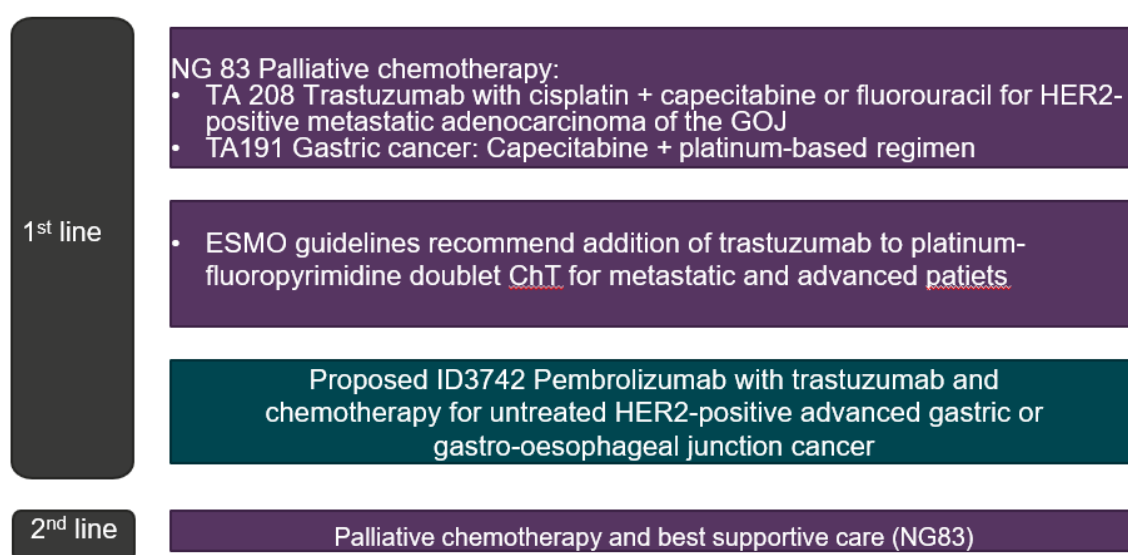 1st line
NG 83 Palliative chemotherapy:
• TA 208 Trastuzumab with cisplatin + capecitabine or fluorouracil for HER2-
positive metastatic adenocarcinoma of the GOJ
• TA191 Gastric cancer: Capecitabine + platinum-based regimen
• ESMO guidelines recommend addition of trastuzumab to platinum-
fluoropyrimidine doublet ChT for metastatic and advanced patiets
Proposed ID3742 Pembrolizumab with trastuzumab and
chemotherapy for untreated HER2-positive advanced gastric or
gastro-oesophageal junction cancer
2nd line
Palliative chemotherapy and best supportive care (NG83)